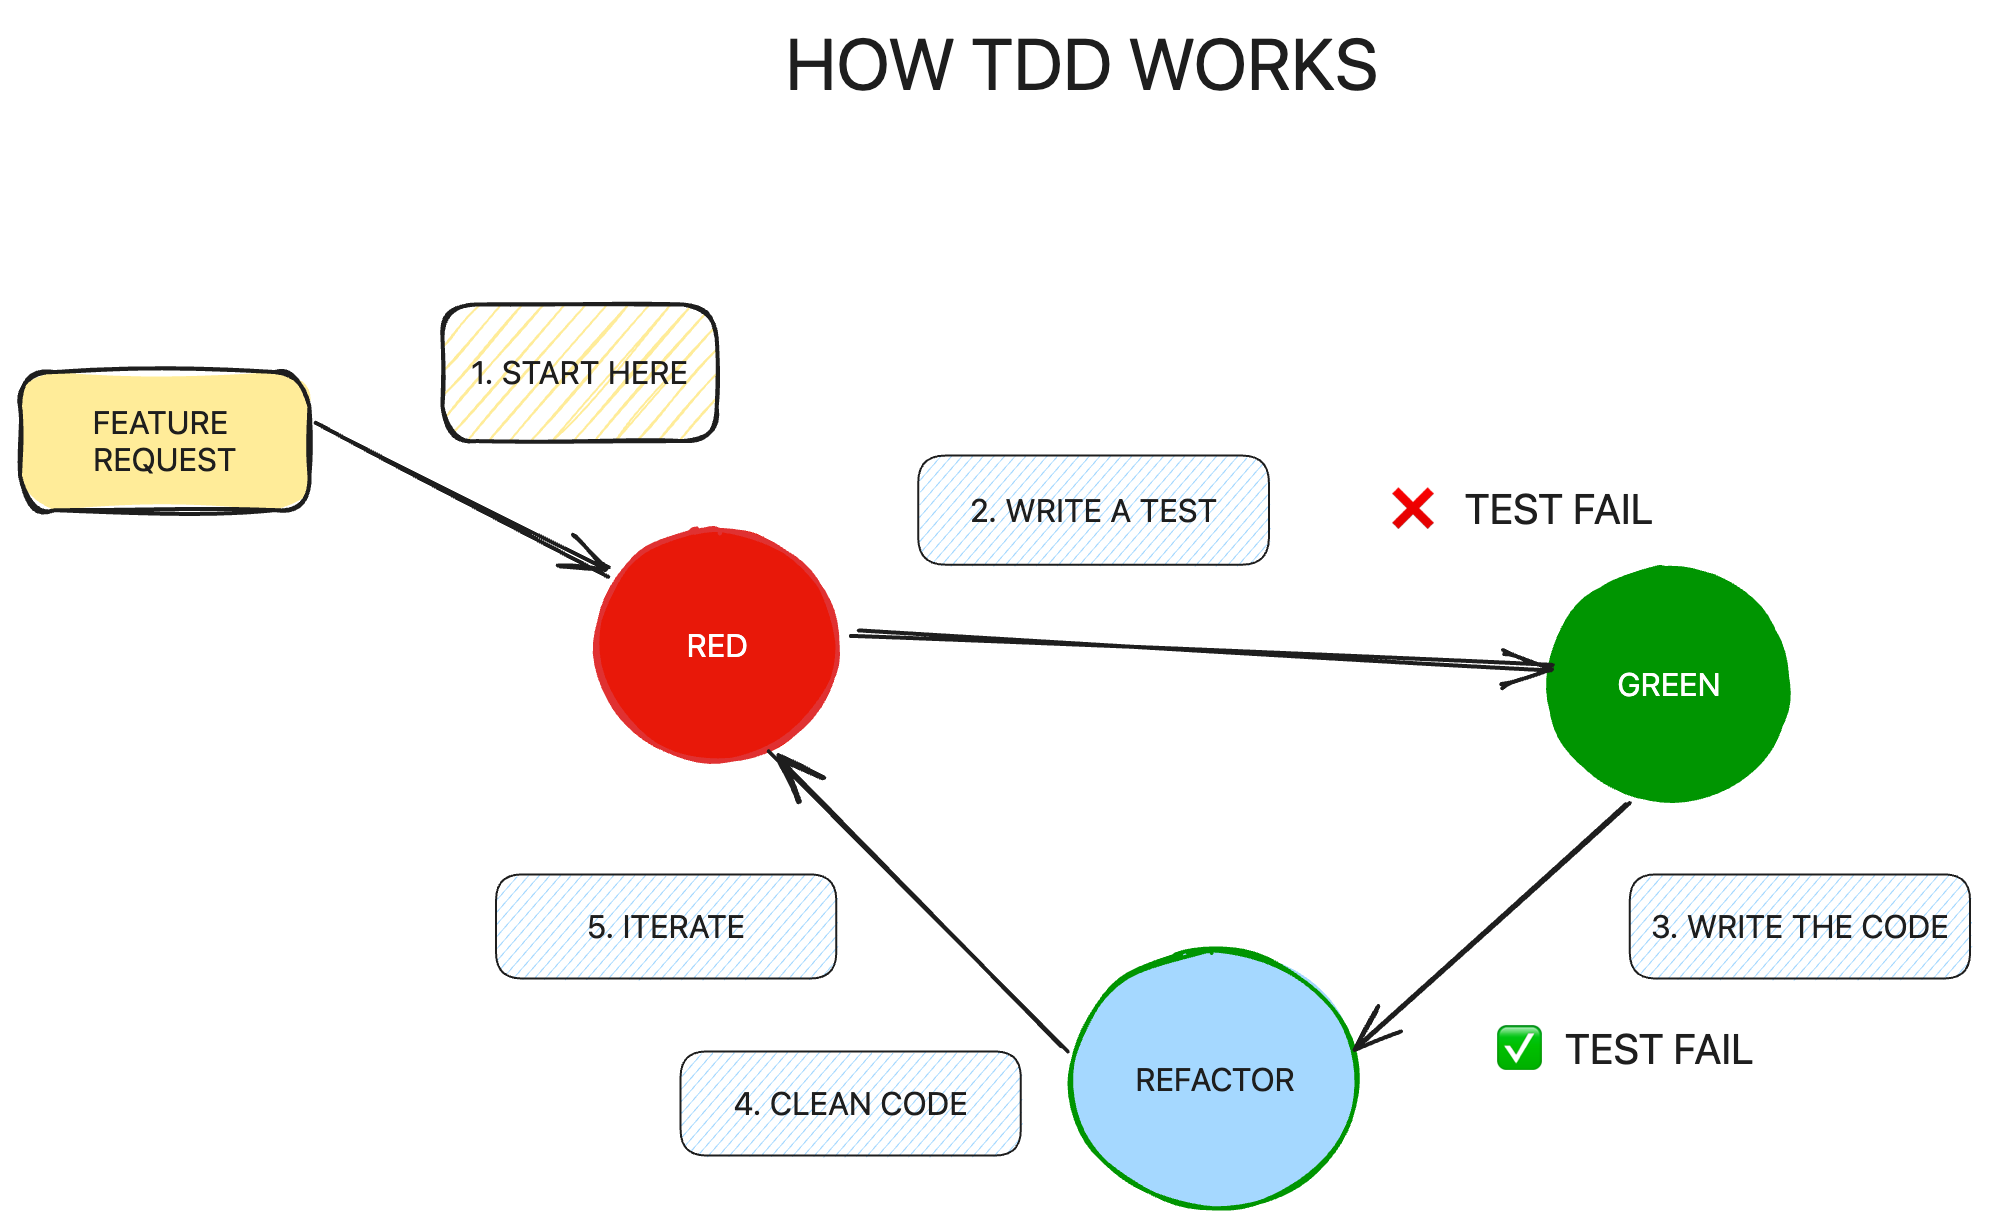 HOW TDD WORKS
1. START HERE
FEATURE
REQUEST
2. WRITE A TEST
❌ TEST FAIL
RED
GREEN
5. ITERATE
3. WRITE THE CODE
✅ TEST FAIL
REFACTOR
4. CLEAN CODE